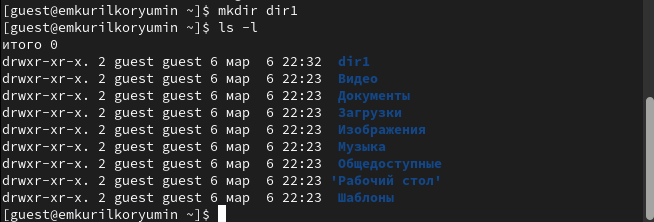 [guest@emkurilkoryumin ~]$ mkdir dir1
[guest@emkurilkoryumin ~]$ ls -l
итого 0
drwxr-xr-x. 2 guest guest 6 мар  6 22:32  dir1
drwxr-xr-x. 2 guest guest 6 мар  6 22:23  Видео
drwxr-xr-x. 2 guest guest 6 мар  6 22:23  Документы
drwxr-xr-x. 2 guest guest 6 мар  6 22:23  Загрузки
drwxr-xr-x. 2 guest guest 6 мар  6 22:23  Изображения
drwxr-xr-x. 2 guest guest 6 мар  6 22:23  Музыка
drwxr-xr-x. 2 guest guest 6 мар  6 22:23  Общедоступные
drwxr-xr-x. 2 guest guest 6 мар  6 22:23 'Рабочий стол'
drwxr-xr-x. 2 guest guest 6 мар  6 22:23  Шаблоны
[guest@emkurilkoryumin ~]$